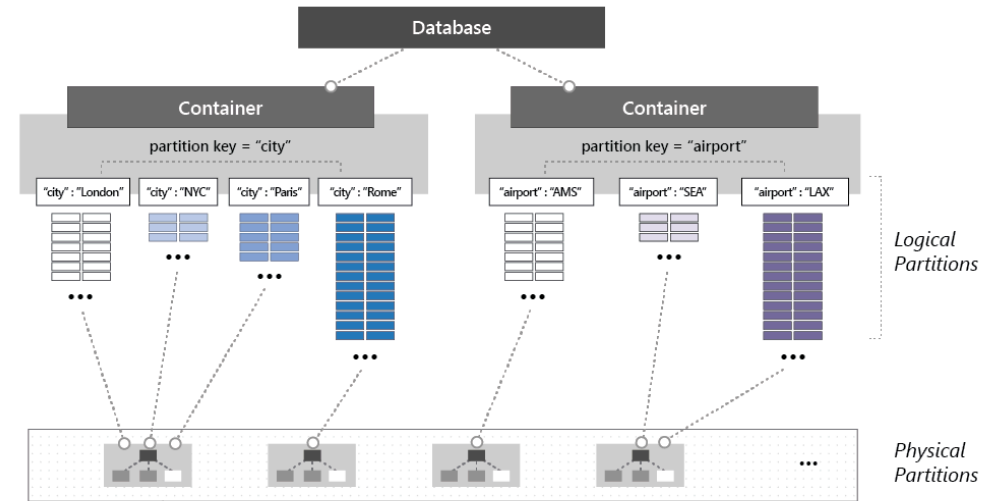 Database
Container
Container
partition key = “city”
partition key = “airport”
“city” : “London”
“city” : “NYC”
“city” : “Paris”
“city” : “Rome”
“airport” : “AMS”
“airport” : “SEA”
“airport” : “LAX”
•••
•••
•••
•••
•••
•••
•••
Logical
Partitions
Physical
Partitions
•••